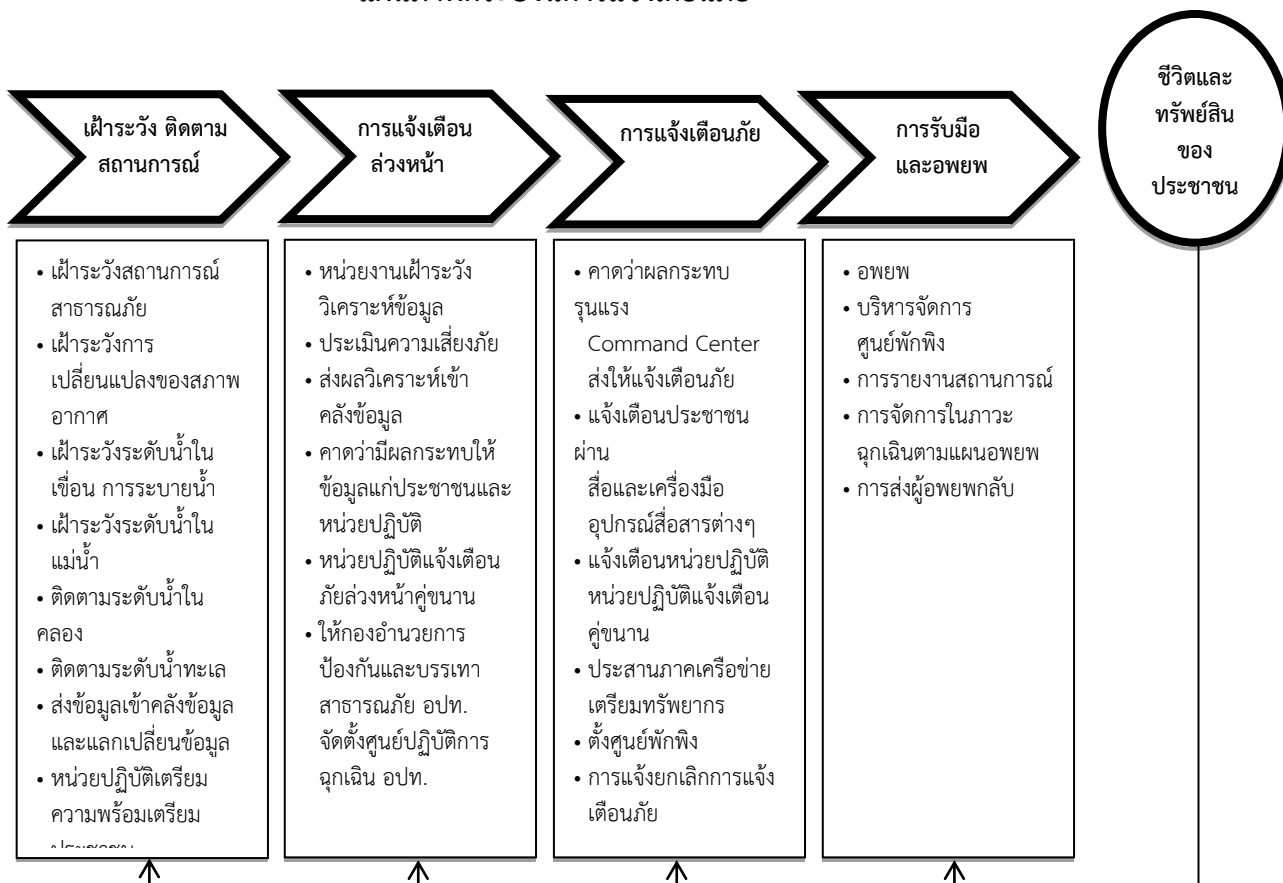 เฝ้าระวัง ติดตาม
สถานการณ์
การแจ้งเตือน
ล่วงหน้า
การแจ้งเตือนภัย
การรับมือ
และอพยพ
ชีวิตและ
ทรัพย์สิน
ของ
ประชาชน
• เฝ้าระวังสถานการณ์
สาธารณภัย
• เฝ้าระวังการ
เปลี่ยนแปลงของสภาพ
อากาศ
• เฝ้าระวังระดับน้ำใน
เขื่อน การระบายน้ำ
• เฝ้าระวังระดับน้ำใน
แม่น้ำ
• ติดตามระดับน้ำใน
คลอง
• ติดตามระดับน้ำทะเล
• ส่งข้อมูลเข้าคลังข้อมูล
และแลกเปลี่ยนข้อมูล
• หน่วยปฏิบัติเตรียม
ความพร้อมเตรียม
• หน่วยงานเฝ้าระวัง
วิเคราะห์ข้อมูล
• ประเมินความเสี่ยงภัย
• ส่งผลวิเคราะห์เข้า
คลังข้อมูล
• คาดว่ามีผลกระทบให้
ข้อมูลแก่ประชาชนและ
หน่วยปฏิบัติ
• หน่วยปฏิบัติแจ้งเตือน
ภัยล่วงหน้าคู่ขนาน
• ให้กองอำนวยการ
ป้องกันและบรรเทา
สาธารณภัย อปท.
จัดตั้งศูนย์ปฏิบัติการ
ฉุกเฉิน อปท.
• คาดว่าผลกระทบ
รุนแรง
Command Center
ส่งให้แจ้งเตือนภัย
• แจ้งเตือนประชาชน
ผ่าน
สื่อและเครื่องมือ
อุปกรณ์สื่อสารต่างๆ
• แจ้งเตือนหน่วยปฏิบัติ
หน่วยปฏิบัติแจ้งเตือน
คู่ขนาน
• ประสานภาคเครือข่าย
เตรียมทรัพยากร
• ตั้งศูนย์พักพิง
• การแจ้งยกเลิกการแจ้ง
เตือนภัย
• อพยพ
• บริหารจัดการ
ศูนย์พักพิง
• การรายงานสถานการณ์
• การจัดการในภาวะ
ฉุกเฉินตามแผนอพยพ
• การส่งผู้อพยพกลับ